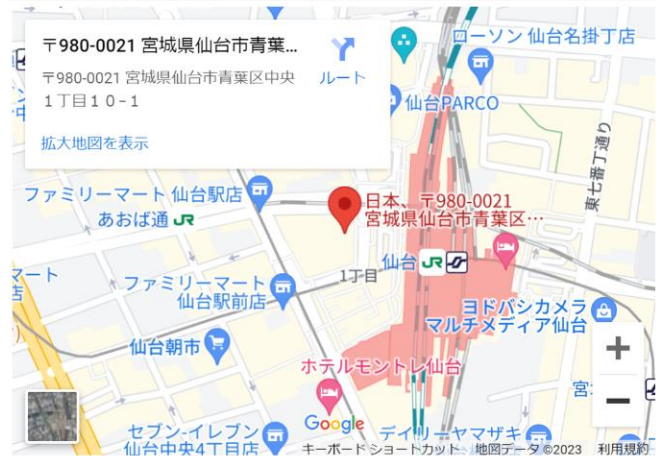 〒980-0021 宮城県仙台市青葉...
〒980-0021 宮城県仙台市青葉区中央
１丁目１０−１
ルート
拡大地図を表示
ローソン 仙台名掛丁店
仙台PARCO
東七番丁通り
ファミリーマート 仙台駅店
あおば通 JR
日本、〒980-0021
宮城県仙台市青葉区…
仙台 JR
1丁目
マート
店
ファミリーマート
仙台駅前店
ヨドバシカメラ
マルチメディア仙台
仙台朝市
ホテルモントレ仙台
+
宮
−
Google
セブン-イレブン
仙台中央4丁目店
デイリーヤマザキ
キーボード ショートカット
地図データ ©2023
利用規約